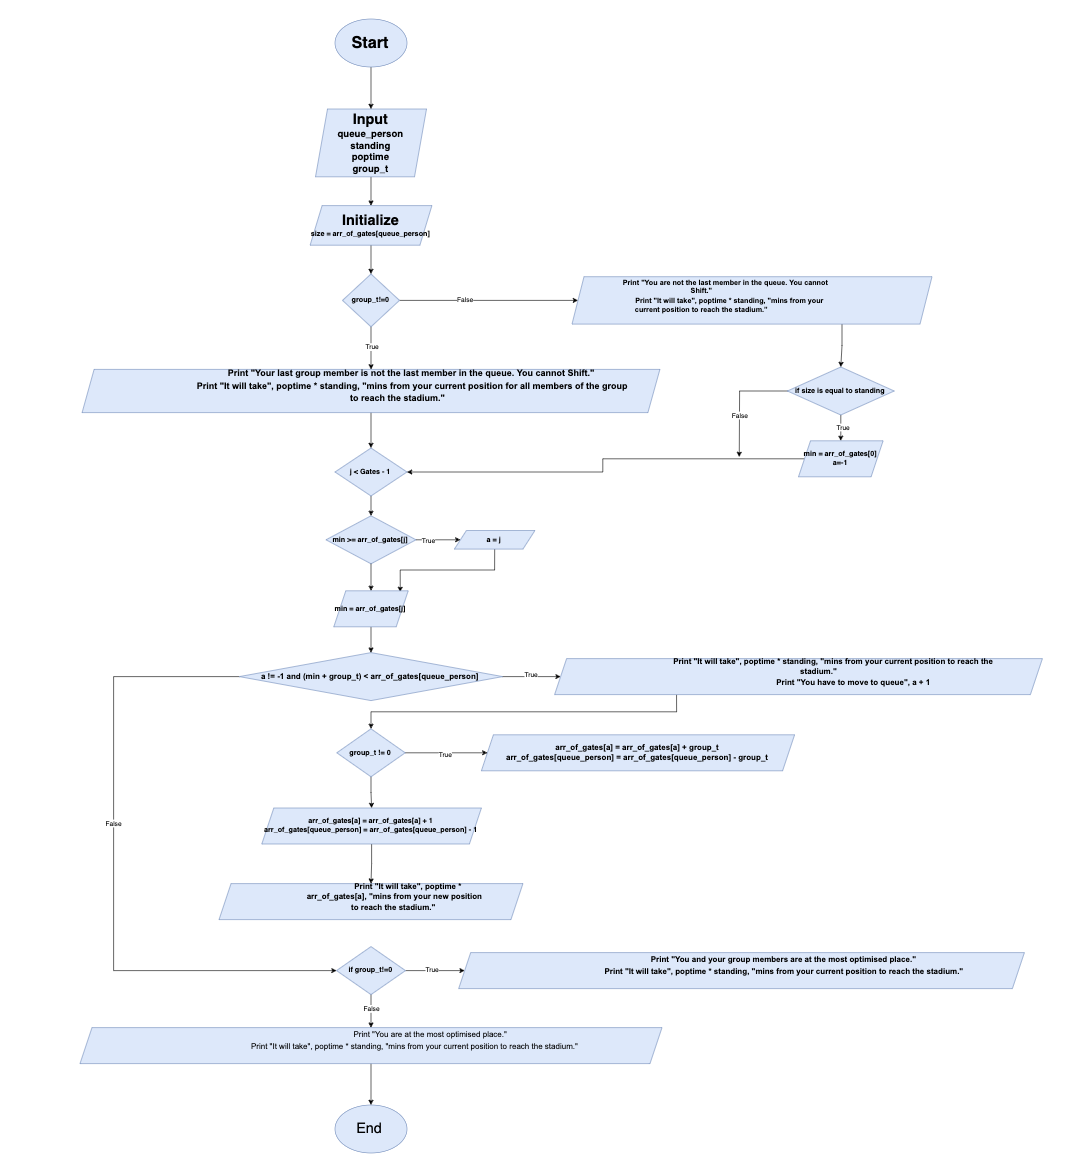 Start
Input
queue_person
standing
poptime
group_t
Initialize
size = arr_of_gates[queue_person]
group_t!=0
False
Print "You are not the last member in the queue. You cannot
Shift."
Print "It will take", poptime * standing, "mins from your
current position to reach the stadium."
True
Print "Your last group member is not the last member in the queue. You cannot Shift."
Print "It will take", poptime * standing, "mins from your current position for all members of the group
to reach the stadium."
if size is equal to standing
False
True
min = arr_of_gates[0]
a=-1
j < Gates - 1
min >= arr_of_gates[j]
True
a = j
min = arr_of_gates[j]
a != -1 and (min + group_t) < arr_of_gates[queue_person]
True
Print "It will take", poptime * standing, "mins from your current position to reach the
stadium."
Print "You have to move to queue", a + 1
group_t != 0
True
arr_of_gates[a] = arr_of_gates[a] + group_t
arr_of_gates[queue_person] = arr_of_gates[queue_person] - group_t
False
arr_of_gates[a] = arr_of_gates[a] + 1
arr_of_gates[queue_person] = arr_of_gates[queue_person] - 1
Print "It will take", poptime *
arr_of_gates[a], "mins from your new position
to reach the stadium."
if group_t!=0
True
Print "You and your group members are at the most optimised place."
Print "It will take", poptime * standing, "mins from your current position to reach the stadium."
False
Print "You are at the most optimised place."
Print "It will take", poptime * standing, "mins from your current position to reach the stadium."
End